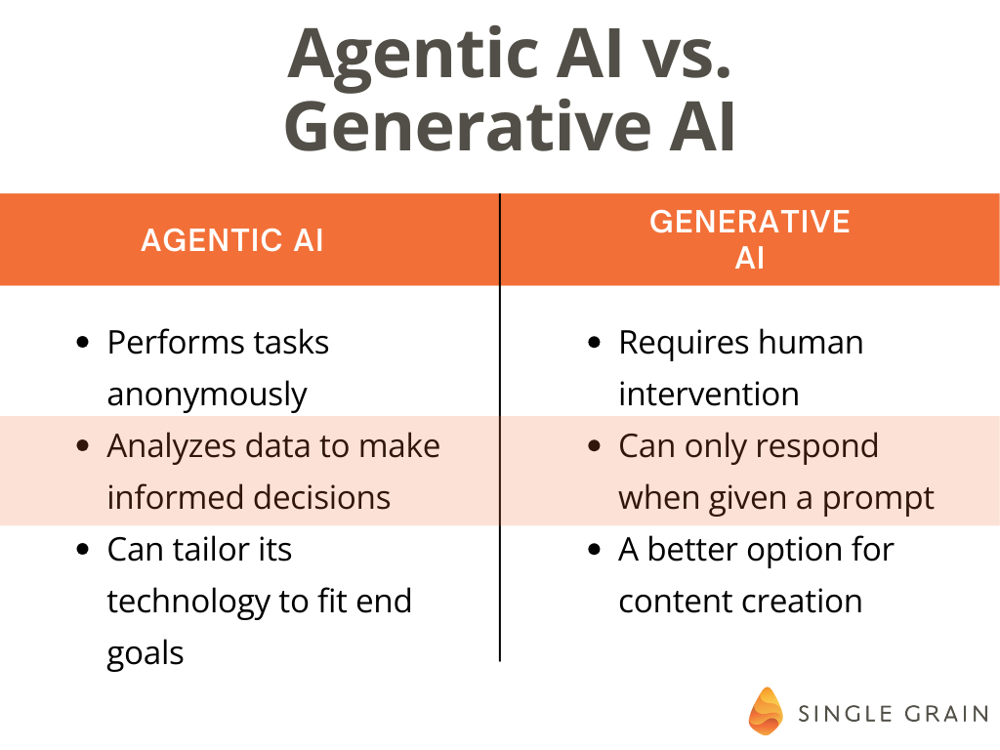 Agentic AI vs.
Generative AI
AGENTIC AI
GENERATIVE
AI
• Performs tasks
anonymously
• Analyzes data to make
informed decisions
• Can tailor its
technology to fit end
goals
• Requires human
intervention
• Can only respond
when given a prompt
• A better option for
content creation
SINGLE GRAIN